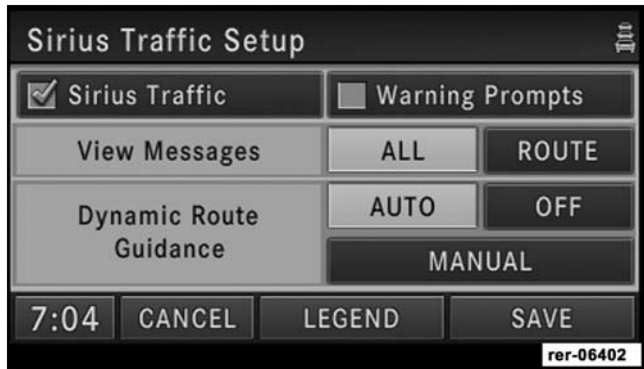 Sirius Traffic Setup
Sirius Traffic Warning Prompts
View Messages ALL ROUTE
Dynamic Route Guidance AUTO OFF
MANUAL
7:04 CANCEL LEGEND SAVE
rer-06402